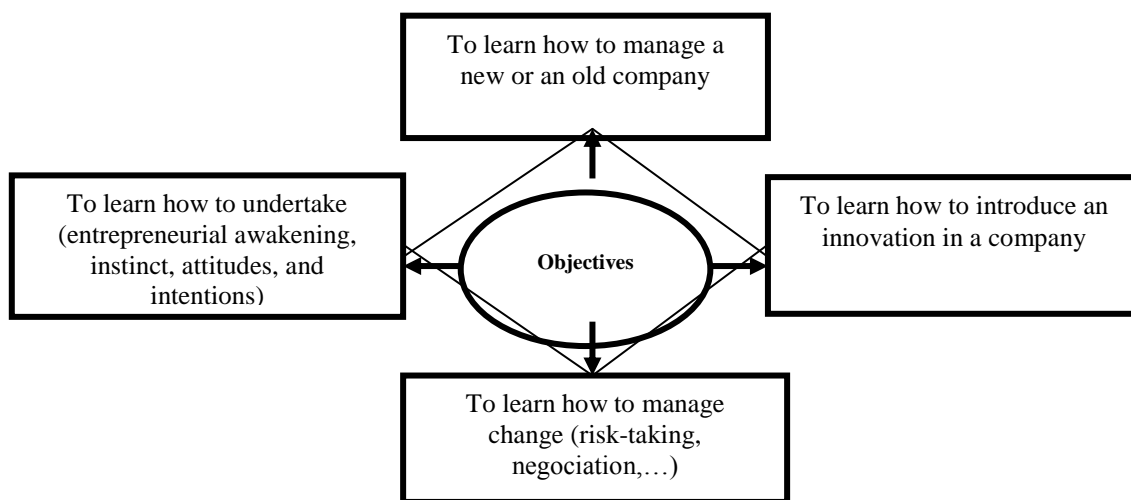 To learn how to manage a
new or an old company
To learn how to undertake
(entrepreneurial awakening,
instinct, attitudes, and
intentions)
Objectives
To learn how to introduce an
innovation in a company
To learn how to manage
change (risk-taking,
negociation,…)